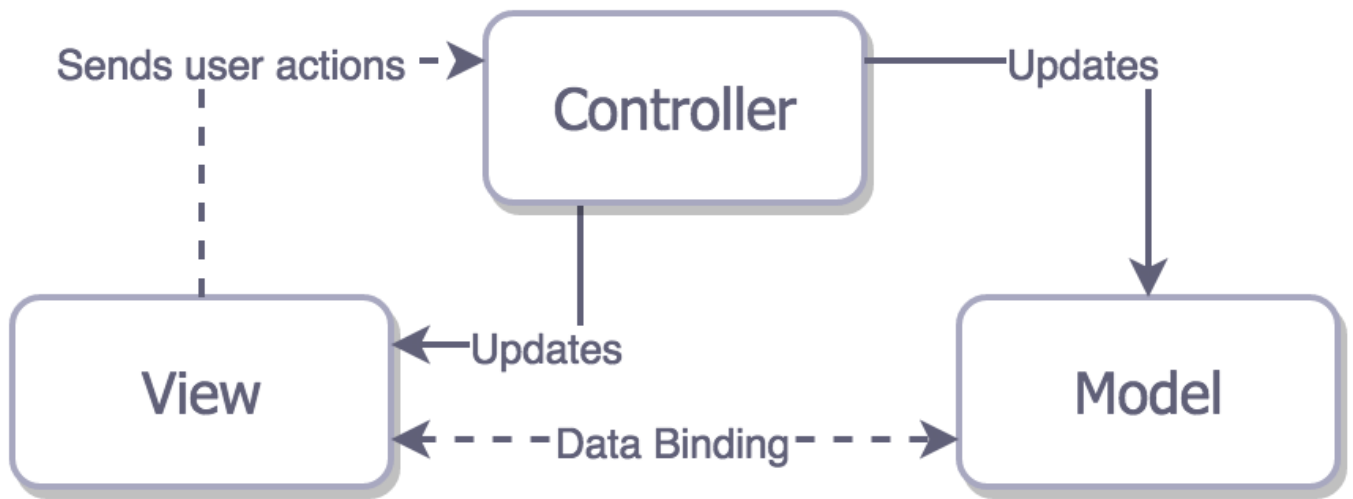 Sends user actions
Controller
Updates
Updates
View
Model
Data Binding